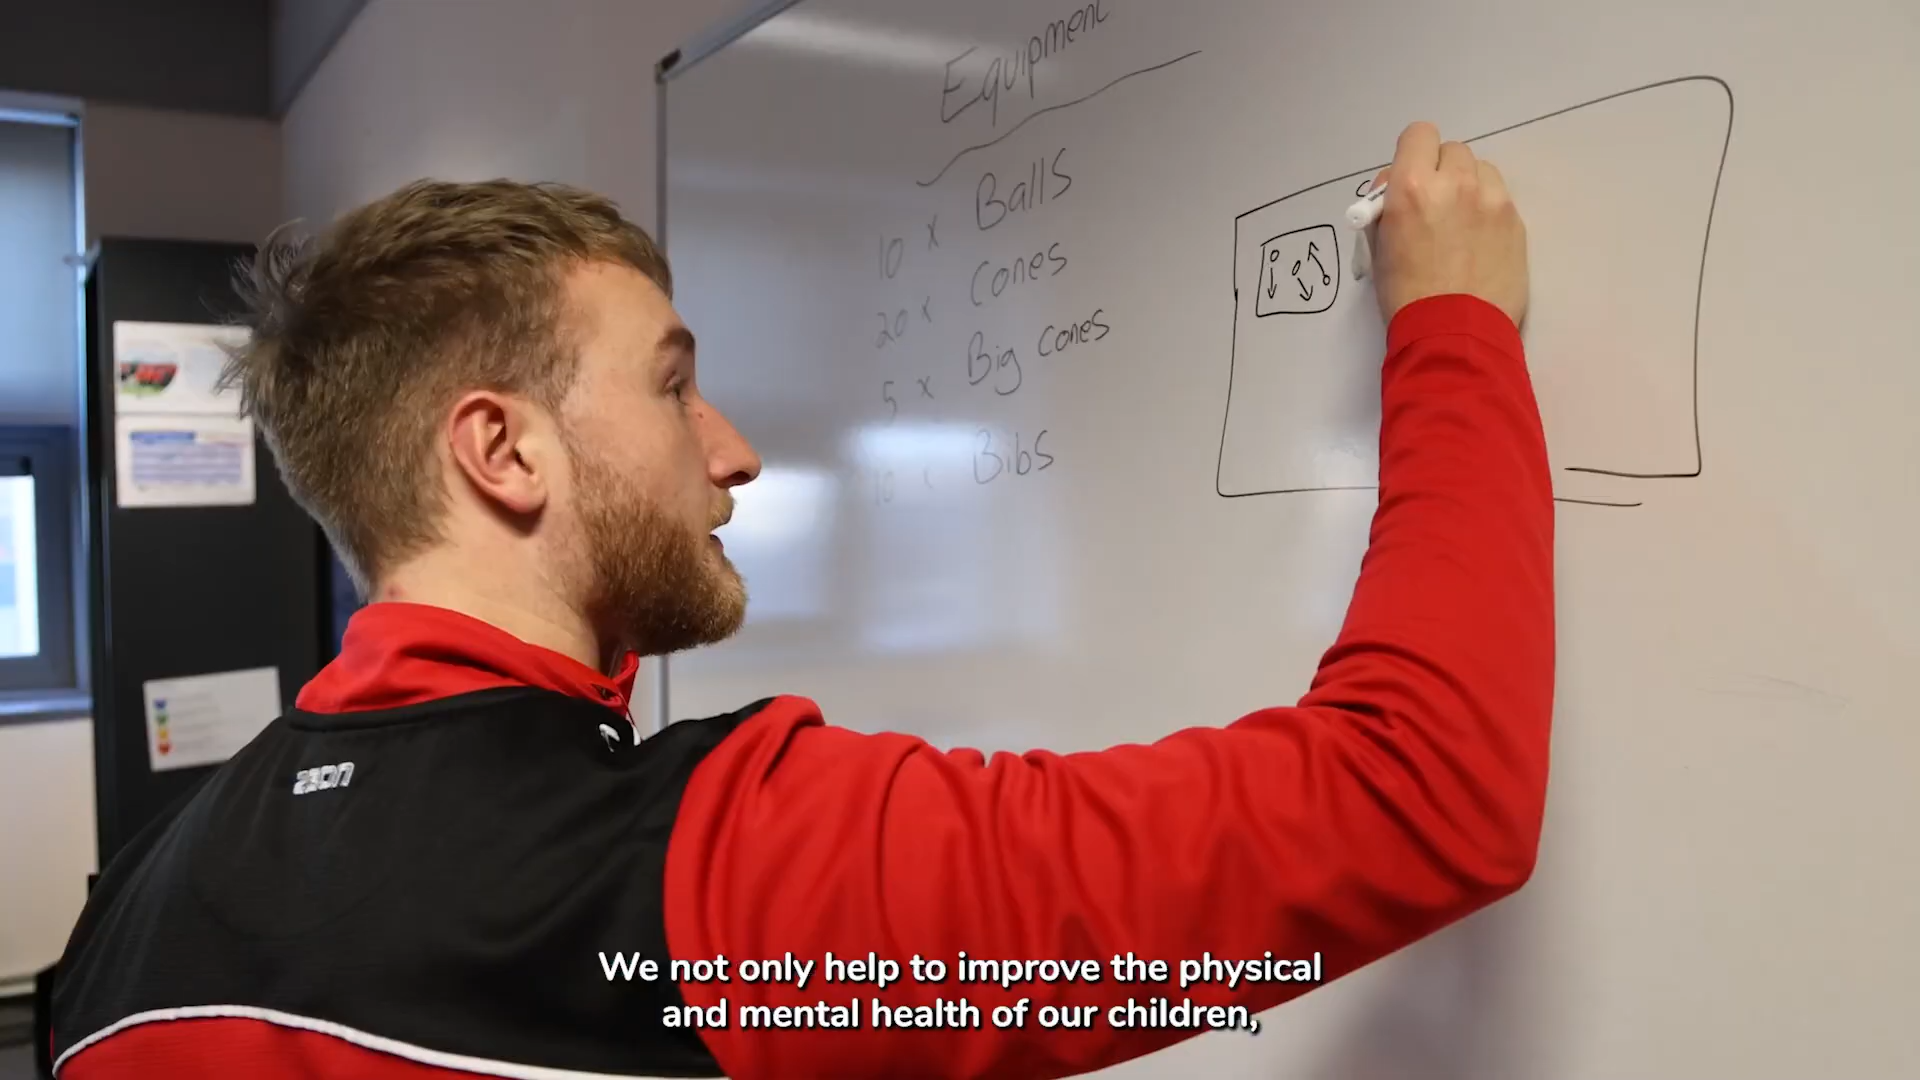 Equipment
10 x Balls
20 x Cones
5 x Big cones
10 x Bibs
We not only help to improve the physical
and mental health of our children,